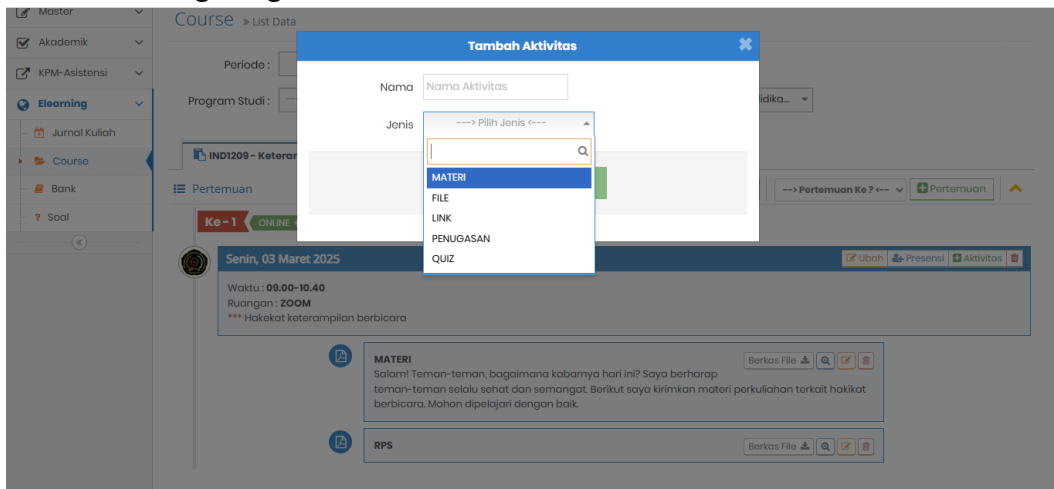 Master
Akademik
KPM-Asistensi
Elearning
Jurnal Kuliah
Course
Bank
? Soal
Course » List Data
Periode :
Program Studi :
IND1209 - Keteran
Pertemuan
--> Pertemuan Ke ? <--
Pertemuan
Tambah Aktivitas
Nama
Nama Aktivitas
Jenis
---> Pilih Jenis <---
MATERI
FILE
LINK
PENUGASAN
QUIZ
Ke - 1
ONLINE
Senin, 03 Maret 2025
Ubah
Presensi
Aktivitas
Waktu : 09.00-10.40
Ruangan : ZOOM
*** Hakekat keterampilan berbicara
MATERI
Berkas File
Salam! Teman-teman, bagaimana kabarnya hari ini? Saya berharap
teman-teman selalu sehat dan semangat. Berikut saya kirimkan materi perkuliahan terkait hakikat
berbicara. Mohon dipelajari dengan baik.
RPS
Berkas File